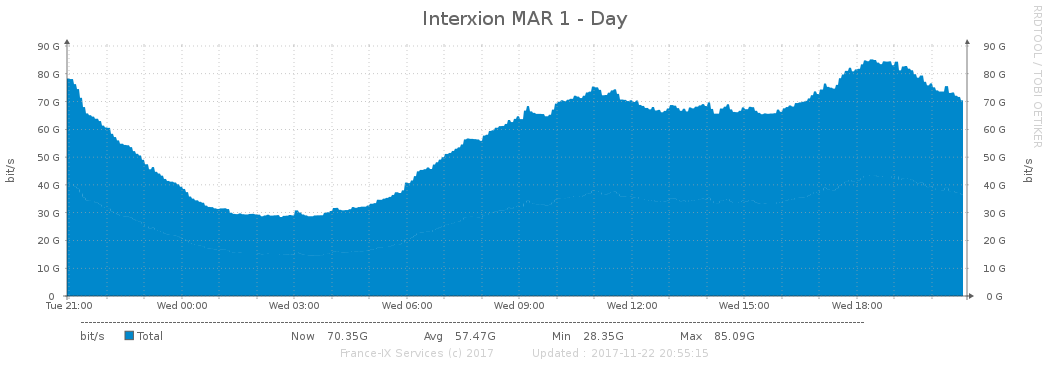 Interxion MAR 1 - Day
RRDTOOL / TOBI OETIKER
90 G 90 G
80 G 80 G
70 G 70 G
60 G 60 G
50 G 50 G
40 G 40 G
30 G 30 G
20 G 20 G
10 G 10 G
0 0 G
bit/s
bit/s
Tue 21:00 Wed 00:00 Wed 03:00 Wed 06:00 Wed 09:00 Wed 12:00 Wed 15:00 Wed 18:00
bit/s Total Now 70.35G Avg 57.47G Min 28.35G Max 85.09G
France-IX Services (c) 2017 Updated : 2017-11-22 20:55:15